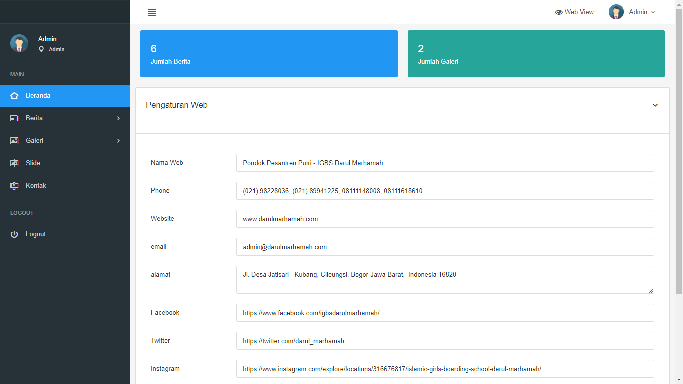 Admin
Admin
MAIN
Beranda
Berita
Galeri
Slide
Kontak
LOGOUT
Logout
Web View
Admin
6
Jumlah Berita
2
Jumlah Galeri
Pengaturan Web
Nama Web
Pondok Pesantren Putri - IGBS Darul Marhamah
Phone
(021) 98228036, (021) 89941225, 08111148008, 08111618610
Website
www.darulmarhamah.com
email
admin@darulmarhamah.com
alamat
Jl. Desa Jatisari - Kubang, Cileungsi, Bogor Jawa Barat, Indonesia 16820
Facebook
https://www.facebook.com/igbsdarulmarhamah/
Twitter
https://twitter.com/darul_marhamah
Instagram
https://www.instagram.com/explore/locations/316676817/islamic-girls-boarding-school-darul-marhamah/